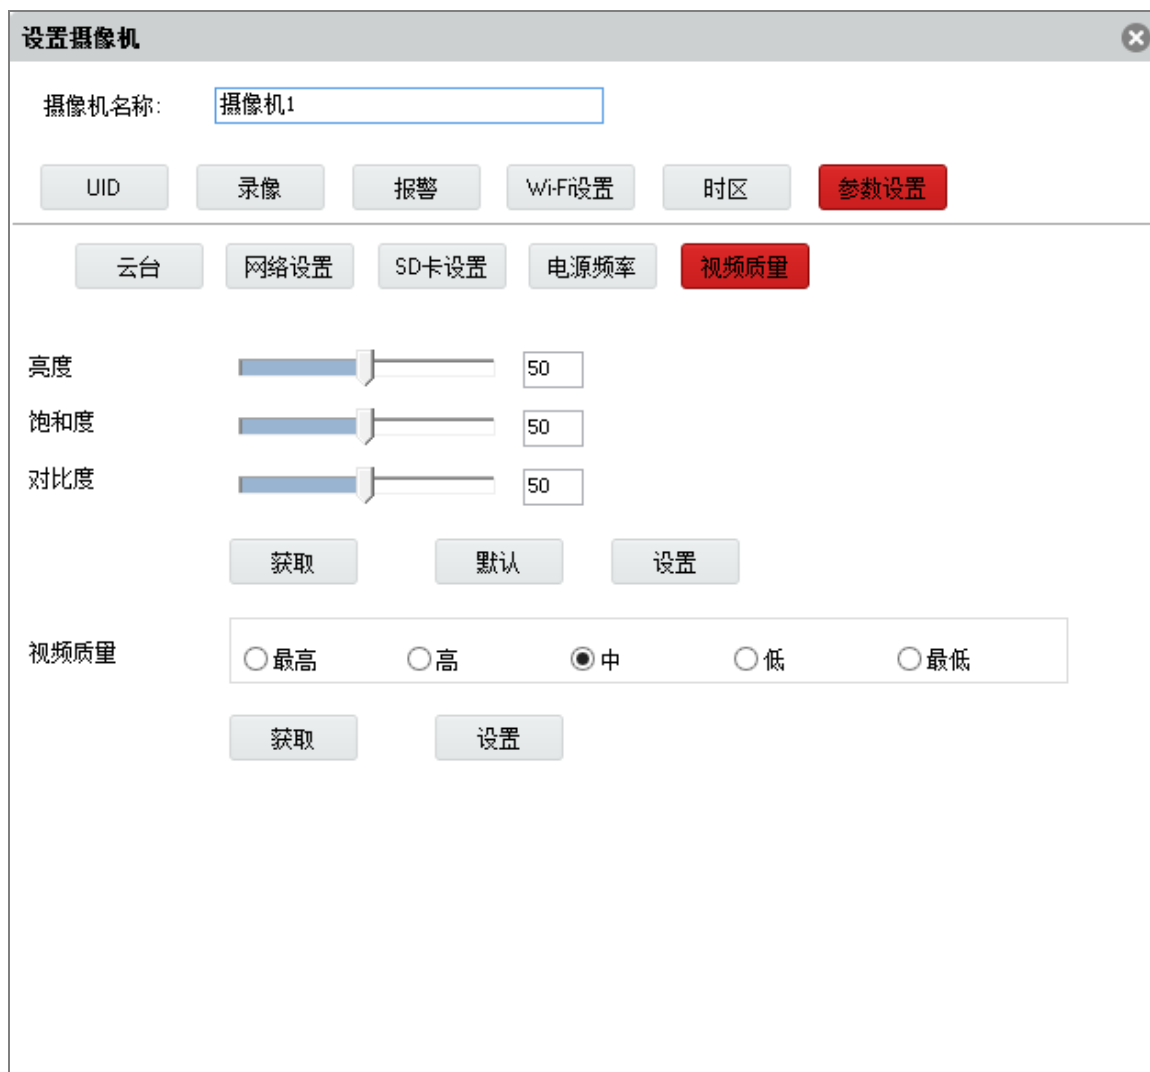 设置摄像机
摄像机名称: 摄像机1
UID 录像 报警 Wi-Fi设置 时区 参数设置
云台 网络设置 SD卡设置 电源频率 视频质量
亮度 50
饱和度 50
对比度 50
获取 默认 设置
视频质量 最高 高 中 低 最低
获取 设置